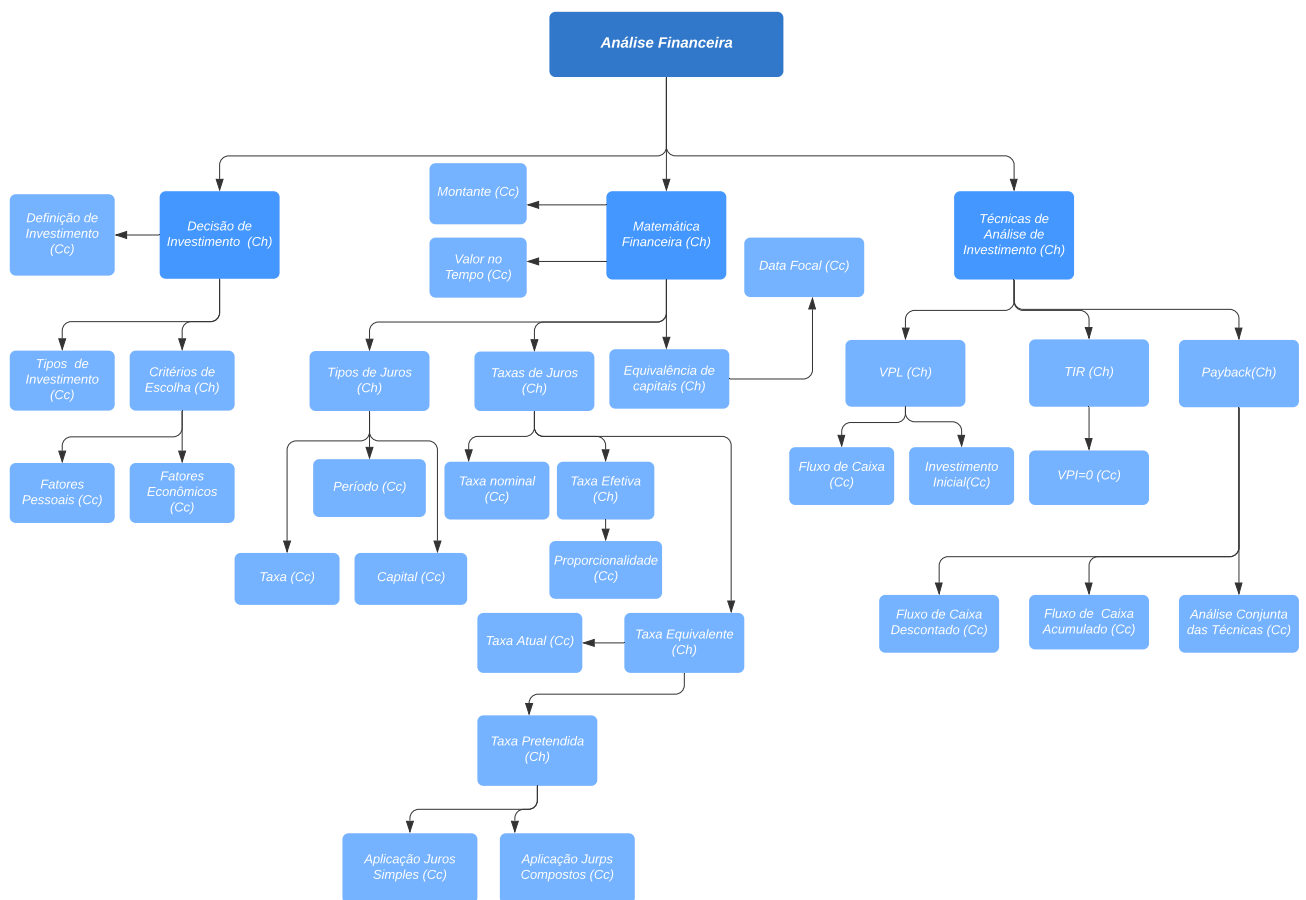 Análise Financeira
Montante (Cc)
Definição de
Investimento
(Cc)
Decisão de
Investimento (Ch)
Matemática
Financeira (Ch)
Técnicas de
Análise de
Investimento (Ch)
Valor no
Tempo (Cc)
Data Focal (Cc)
Tipos de
Investimento
(Cc)
Critérios de
Escolha (Ch)
Tipos de Juros
(Ch)
Taxas de Juros
(Ch)
Equivalência de
capitais (Ch)
VPL (Ch)
TIR (Ch)
Payback(Ch)
Fatores
Pessoais (Cc)
Fatores
Econômicos
(Cc)
Período (Cc)
Taxa nominal
(Cc)
Taxa Efetiva
(Ch)
Fluxo de Caixa
(Cc)
Investimento
Inicial(Cc)
VPI=0 (Cc)
Taxa (Cc)
Capital (Cc)
Proporcionalidade
(Cc)
Taxa Atual (Cc)
Taxa Equivalente
(Ch)
Fluxo de Caixa
Descontado (Cc)
Fluxo de Caixa
Acumulado (Cc)
Análise Conjunta
das Técnicas (Cc)
Taxa Pretendida
(Ch)
Aplicação Juros
Simples (Cc)
Aplicação Jurps
Compostos (Cc)